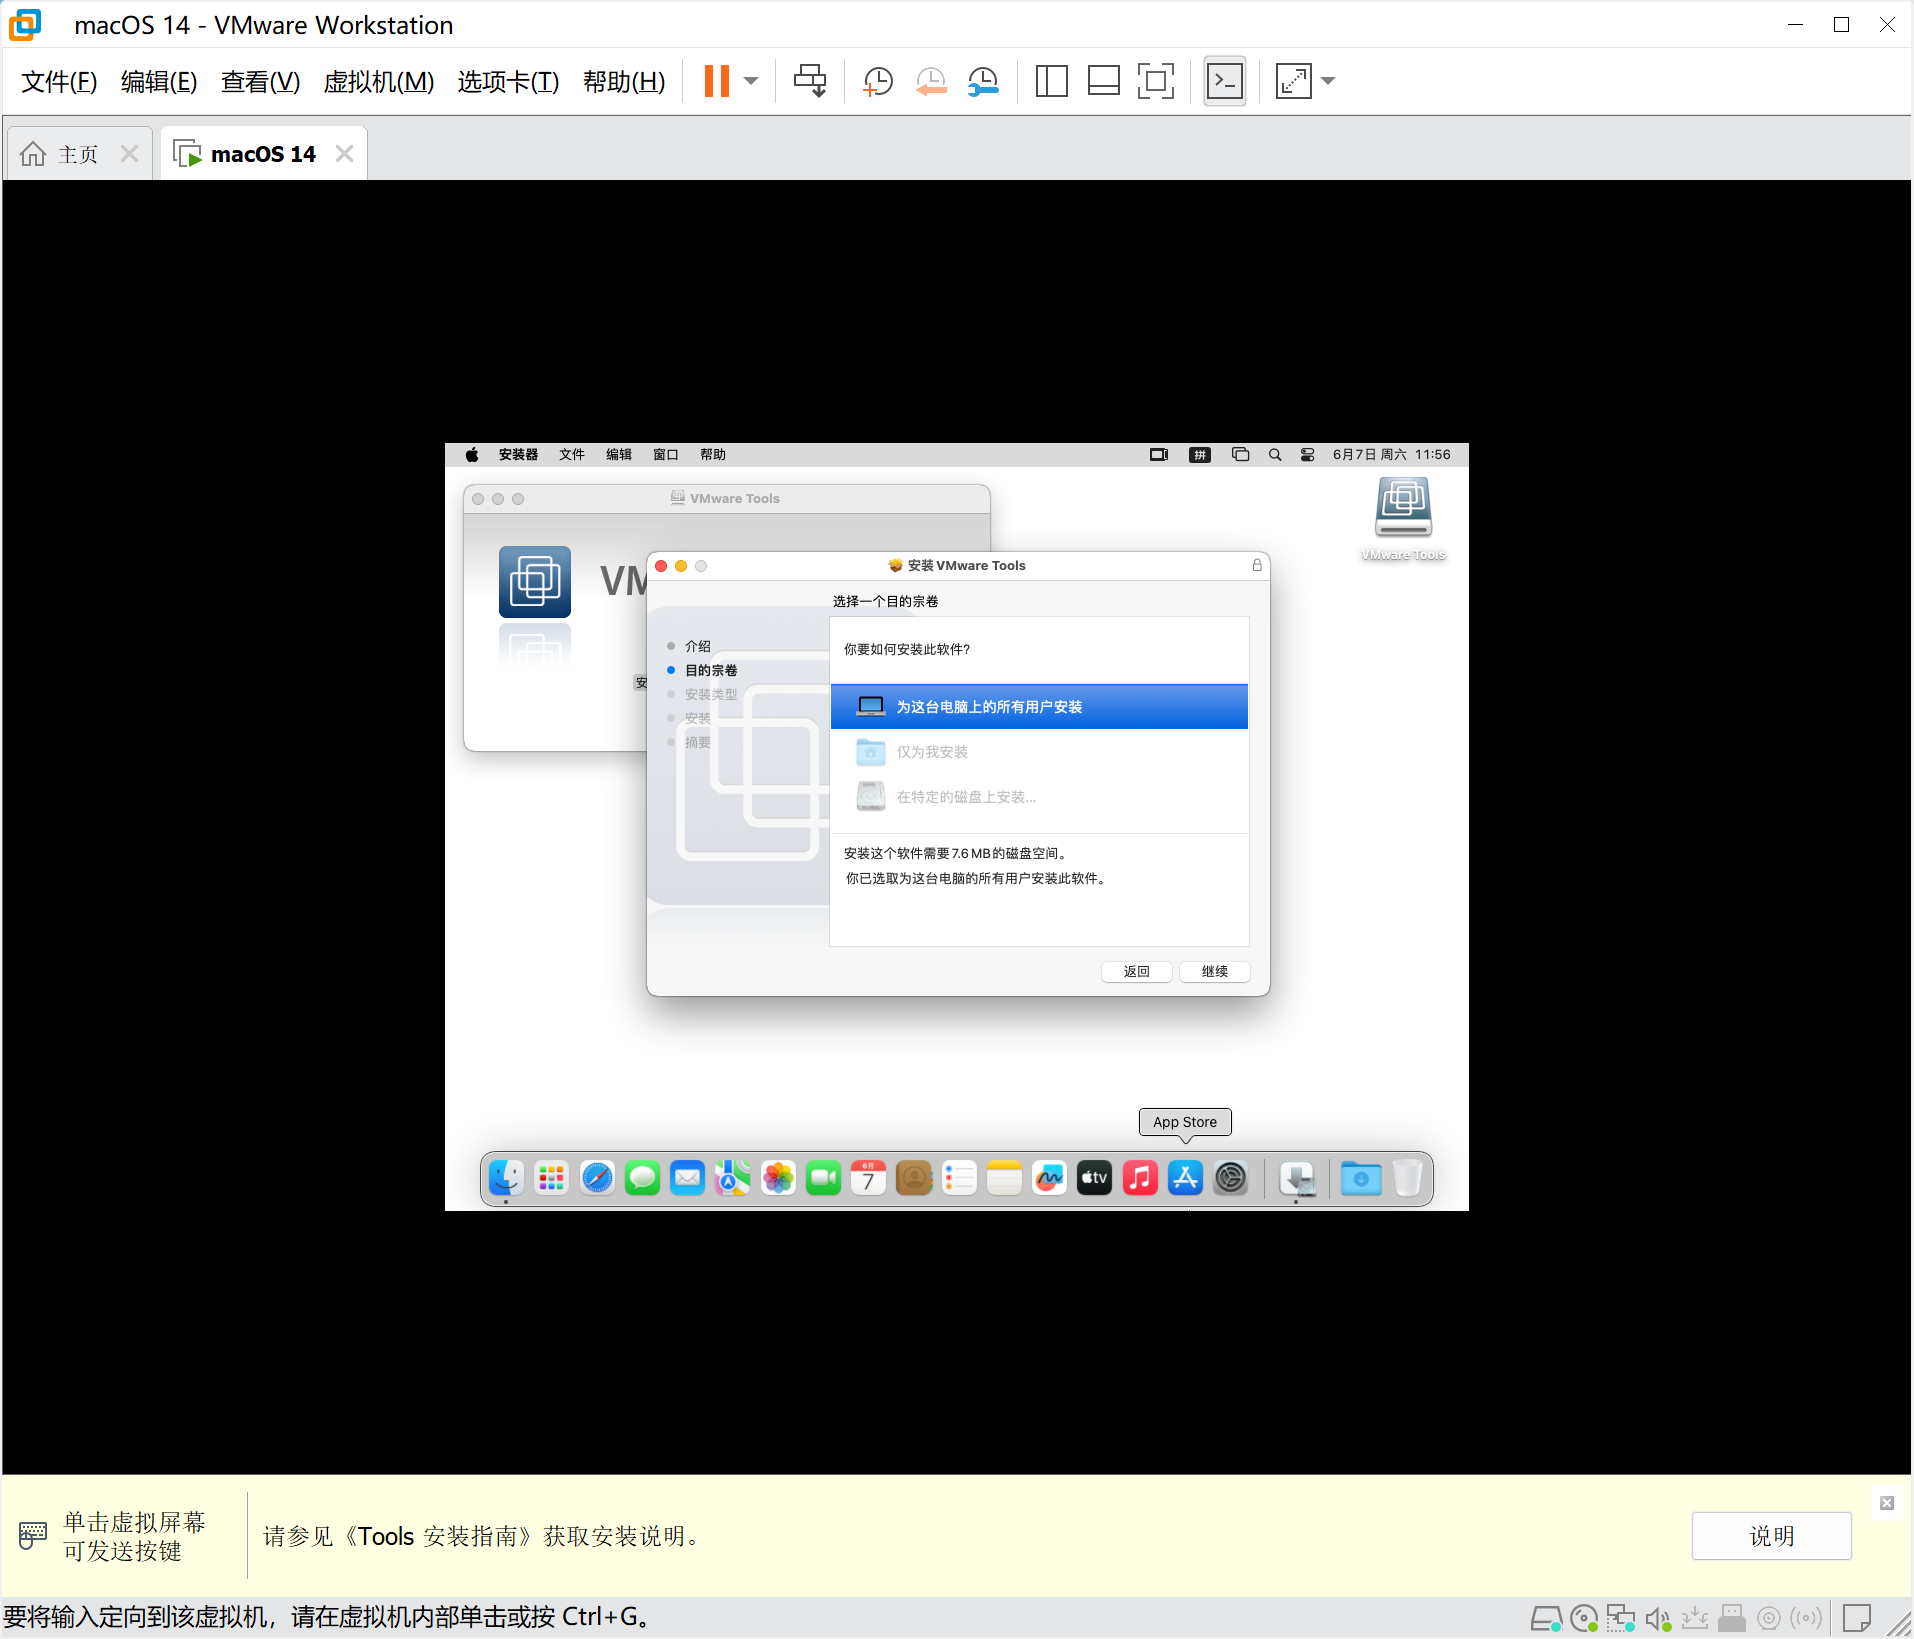 macOS 14 - VMware Workstation
文件(F) 编辑(E) 查看(V) 虚拟机(M) 选项卡(T) 帮助(H)
主页
macOS 14
安装器 文件 编辑 窗口 帮助 拼 6月7日 周六 11:56
VMware Tools
VMware Tools
VM
安
安装 VMware Tools
选择一个目的宗卷
介绍
目的宗卷
安装类型
安装
摘要
你要如何安装此软件?
为这台电脑上的所有用户安装
仅为我安装
在特定的磁盘上安装...
安装这个软件需要 7.6 MB 的磁盘空间。
你已选取为这台电脑的所有用户安装此软件。
返回 继续
App Store
6月
7
tv
单击虚拟屏幕
可发送按键
请参见《Tools 安装指南》获取安装说明。
说明
要将输入定向到该虚拟机，请在虚拟机内部单击或按 Ctrl+G。